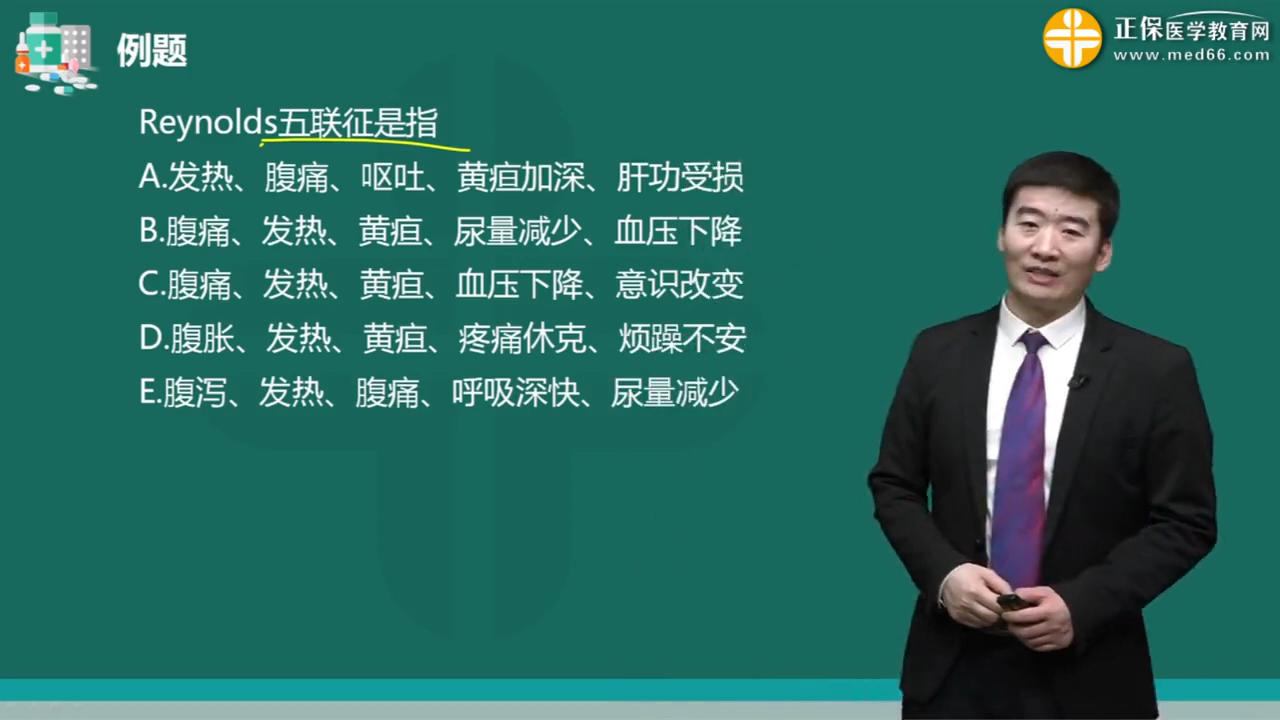 例题
正保医学教育网
www.med66.com
Reynolds五联征是指
A.发热、腹痛、呕吐、黄疸加深、肝功受损
B.腹痛、发热、黄疸、尿量减少、血压下降
C.腹痛、发热、黄疸、血压下降、意识改变
D.腹胀、发热、黄疸、疼痛休克、烦躁不安
E.腹泻、发热、腹痛、呼吸深快、尿量减少